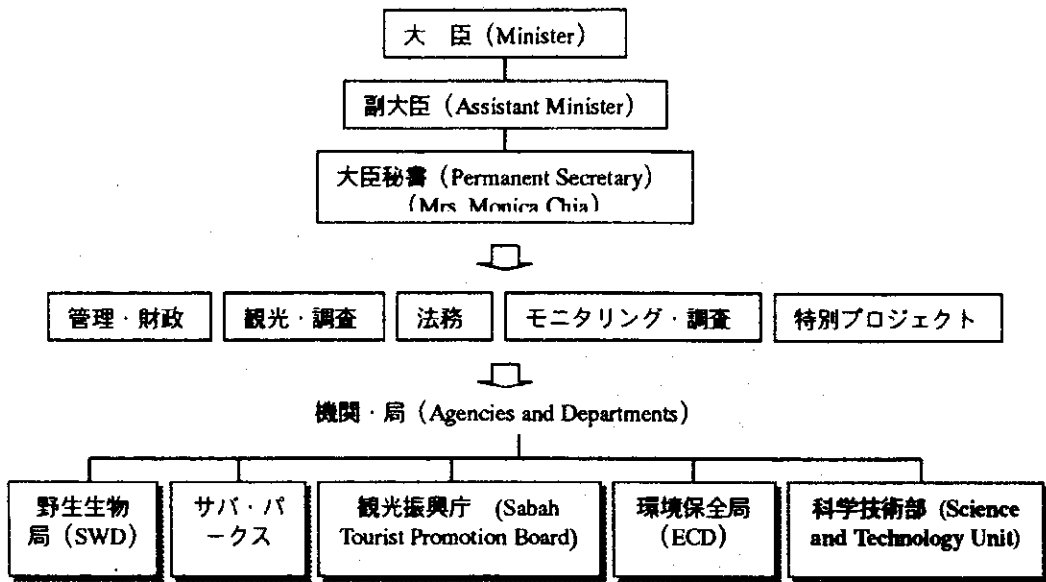 大　臣（Minister）
副大臣（Assistant Minister）
大臣秘書（Permanent Secretary）
（Mrs. Monica Chia）
管理・財政
観光・調査
法務
モニタリング・調査
特別プロジェクト
機関・局（Agencies and Departments）
野生生物
局（SWD）
サバ・パ
ークス
観光振興庁　(Sabah
Tourist Promotion Board)
環境保全局
（ECD）
科学技術部 (Science
and Technology Unit)